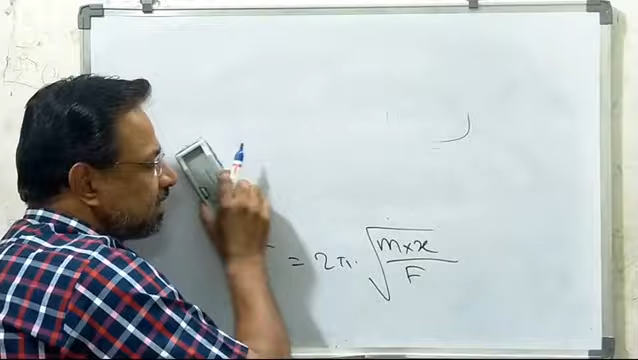 = 2π. √(m×x / F)